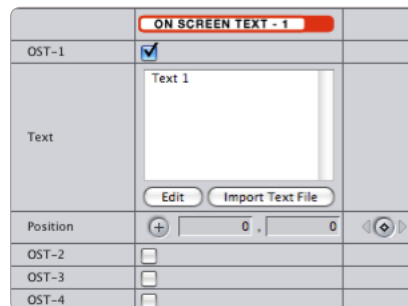 ON SCREEN TEXT - 1
OST-1
Text 1
Text
Edit Import Text File
Position 0 , 0
OST-2
OST-3
OST-4